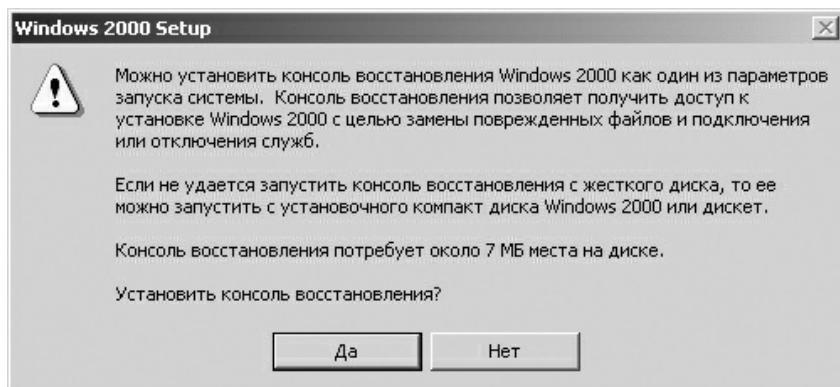 Windows 2000 Setup
Можно установить консоль восстановления Windows 2000 как один из параметров
запуска системы. Консоль восстановления позволяет получить доступ к
установке Windows 2000 с целью замены поврежденных файлов и подключения
или отключения служб.
Если не удается запустить консоль восстановления с жесткого диска, то ее
можно запустить с установочного компакт диска Windows 2000 или дискет.
Консоль восстановления потребует около 7 МБ места на диске.
Установить консоль восстановления?
Да
Нет